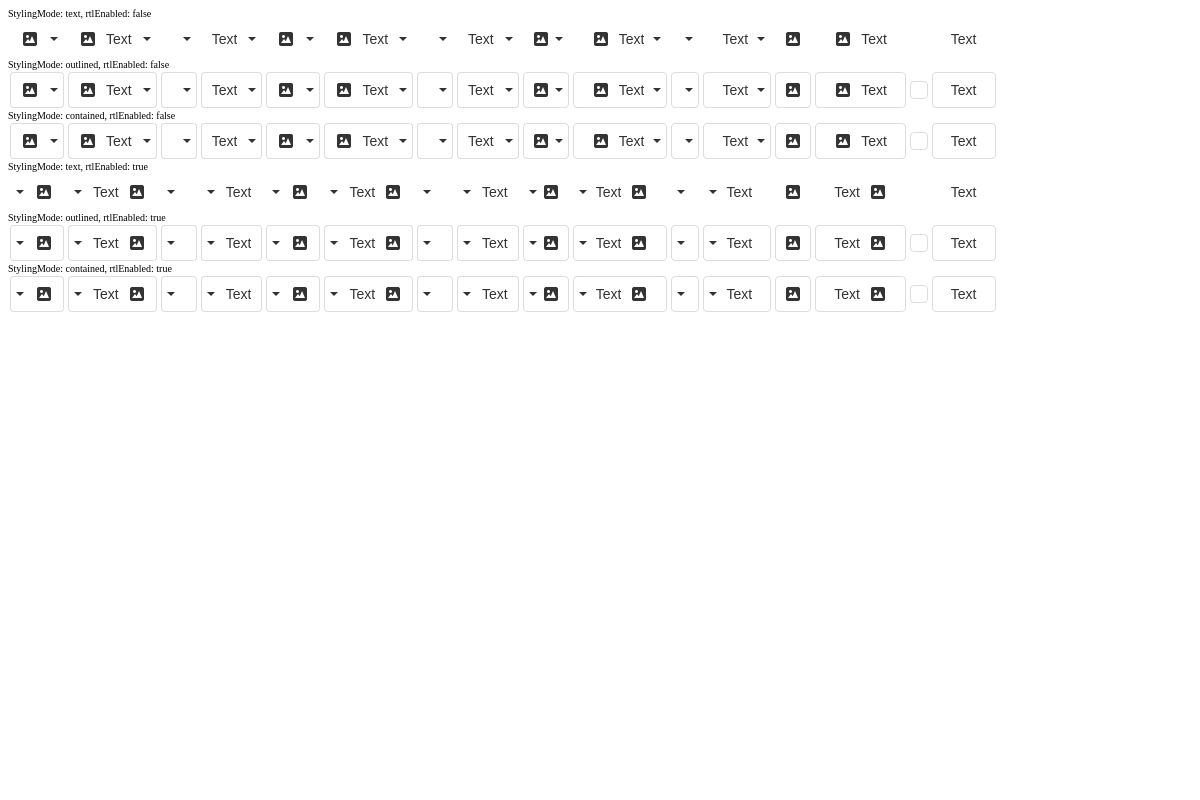 StylingMode: text, rtlEnabled: false
Text Text Text Text Text Text Text Text
StylingMode: outlined, rtlEnabled: false
Text Text Text Text Text Text Text Text
StylingMode: contained, rtlEnabled: false
Text Text Text Text Text Text Text Text
StylingMode: text, rtlEnabled: true
Text Text Text Text Text Text Text Text
StylingMode: outlined, rtlEnabled: true
Text Text Text Text Text Text Text Text
StylingMode: contained, rtlEnabled: true
Text Text Text Text Text Text Text Text